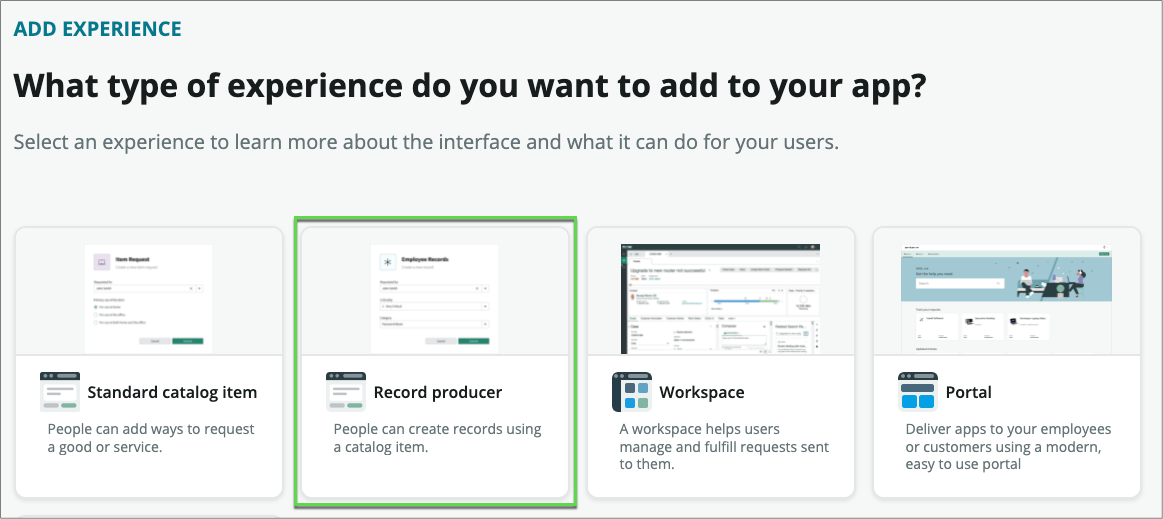 ADD EXPERIENCE
What type of experience do you want to add to your app?
Select an experience to learn more about the interface and what it can do for your users.
Item Request
Employee Records
Upgrade to new router not successful
Standard catalog item
People can add ways to request
a good or service.
Record producer
People can create records using
a catalog item.
Workspace
A workspace helps users
manage and fulfill requests sent
to them.
Portal
Deliver apps to your employees
or customers using a modern,
easy to use portal